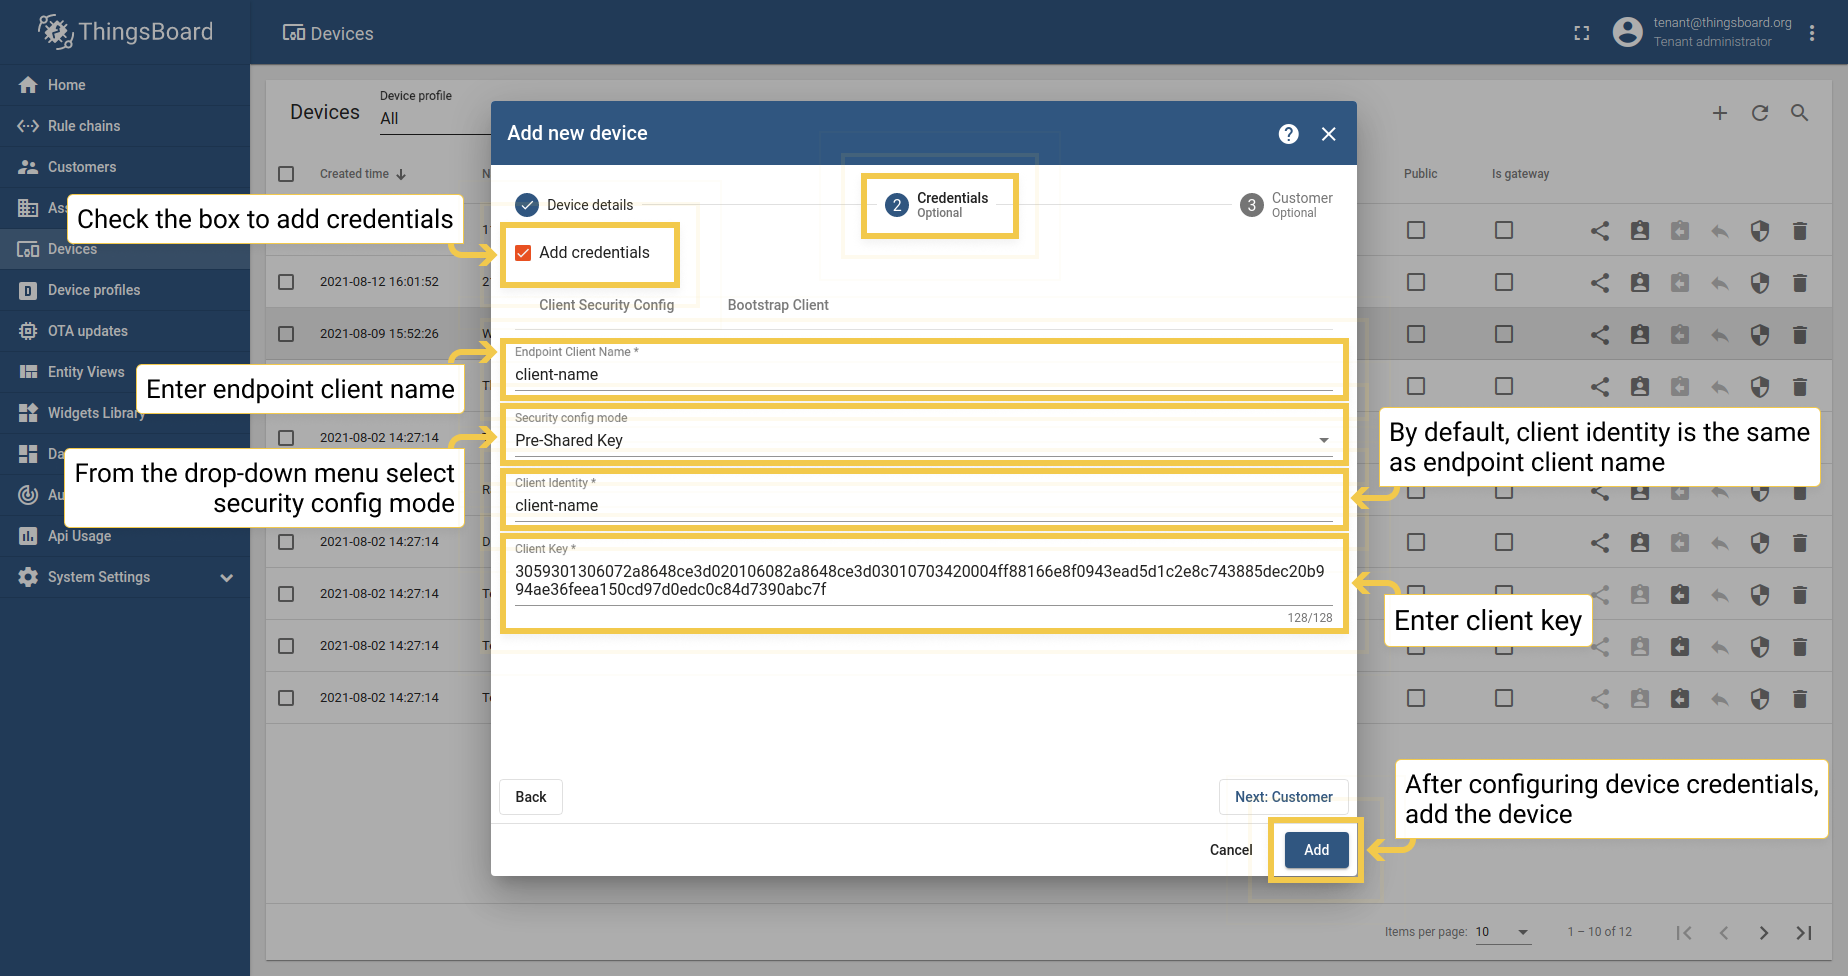 ThingsBoard
Devices
tenant@thingsboard.org
Tenant administrator
Home
Rule chains
Customers
Devices
Device profiles
OTA updates
Entity Views
Widgets Library
Api Usage
System Settings
Devices
Device profile
All
Created time
Public
Is gateway
2021-08-12 16:01:52
2021-08-09 15:52:26
2021-08-02 14:27:14
2021-08-02 14:27:14
2021-08-02 14:27:14
2021-08-02 14:27:14
2021-08-02 14:27:14
Add new device
Device details
2 Credentials
Optional
3 Customer
Optional
Check the box to add credentials
Add credentials
Client Security Config
Bootstrap Client
Enter endpoint client name
Endpoint Client Name *
client-name
From the drop-down menu select
security config mode
Security config mode
Pre-Shared Key
By default, client identity is the same
as endpoint client name
Client Identity *
client-name
Client Key *
3059301306072a8648ce3d020106082a8648ce3d03010703420004ff88166e8f0943ead5d1c2e8c743885dec20b9
94ae36feea150cd97d0edc0c84d7390abc7f
128/128
Enter client key
Back
Next: Customer
After configuring device credentials,
add the device
Cancel
Add
Items per page: 10
1 – 10 of 12